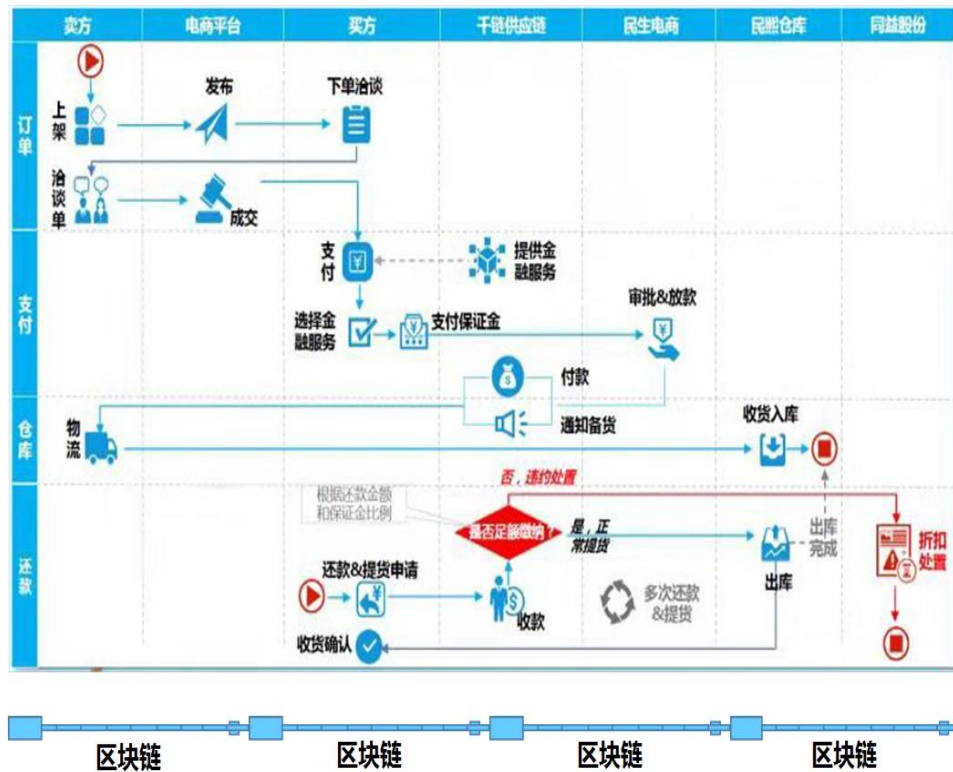 卖方
电商平台
买方
千链供应链
民生电商
民熙仓库
同益股份
订单
上架
发布
下单洽谈
洽谈单
成交
支付
支付
提供金
融服务
选择金
融服务
支付保证金
审批&放款
付款
通知备货
仓库
物流
收货入库
还款
否，违约处置
根据还款金额
和保证金比例
是否足额缴纳？
是，正
常提货
出库
完成
折扣
处置
还款&提货申请
收款
多次还款
&提货
出库
收货确认
区块链
区块链
区块链
区块链